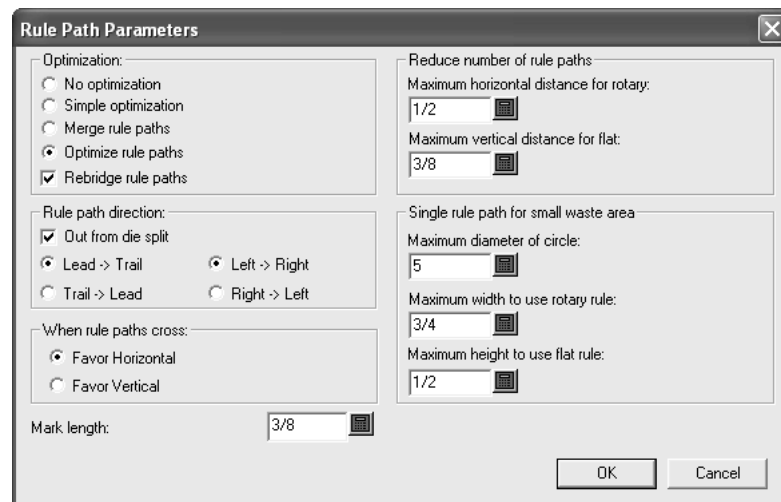 Rule Path Parameters
Optimization:
No optimization
Simple optimization
Merge rule paths
Optimize rule paths
Rebridge rule paths
Rule path direction:
Out from die split
Lead -> Trail
Left -> Right
Trail -> Lead
Right -> Left
When rule paths cross:
Favor Horizontal
Favor Vertical
Mark length:
3/8
Reduce number of rule paths
Maximum horizontal distance for rotary:
1/2
Maximum vertical distance for flat:
3/8
Single rule path for small waste area
Maximum diameter of circle:
5
Maximum width to use rotary rule:
3/4
Maximum height to use flat rule:
1/2
OK
Cancel